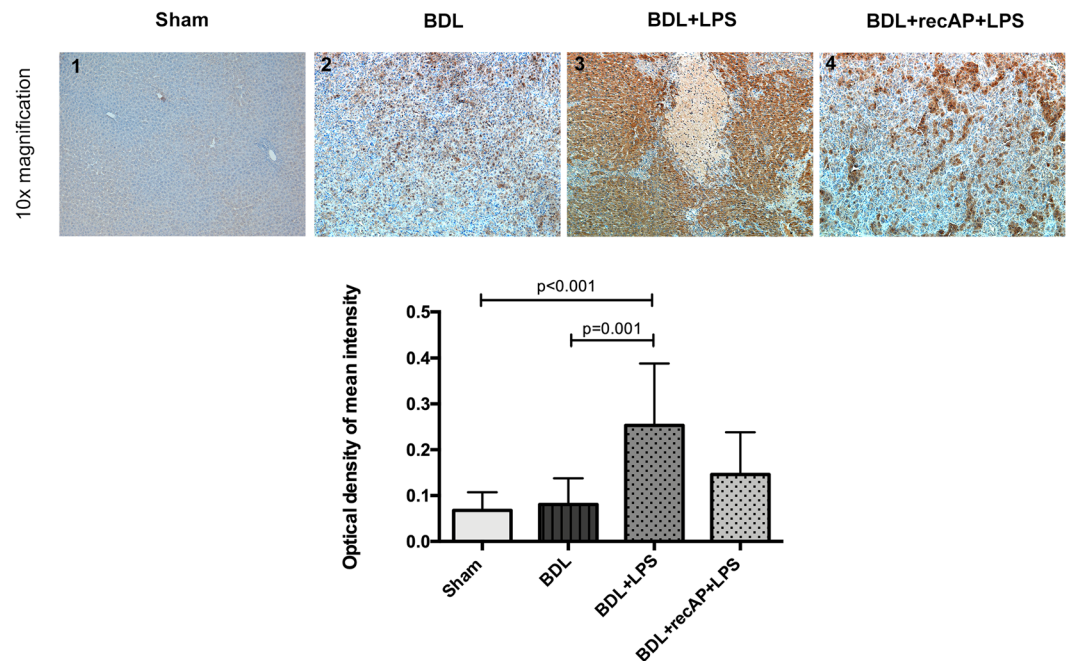 Sham
BDL
BDL+LPS
BDL+recAP+LPS
10x magnification
1
2
3
4
p<0.001
p=0.001
Optical density of mean intensity
0.5
0.4
0.3
0.2
0.1
0.0
Sham
BDL
BDL+LPS
BDL+recAP+LPS